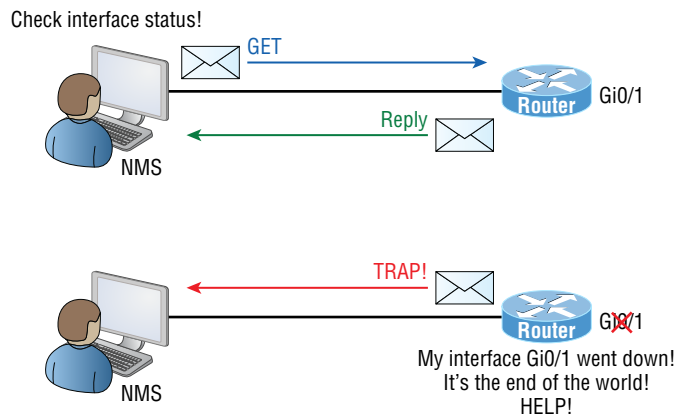 Check interface status!
GET
Router
Gi0/1
Reply
NMS
TRAP!
Router
Gi0/1
My interface Gi0/1 went down!
It's the end of the world!
HELP!
NMS